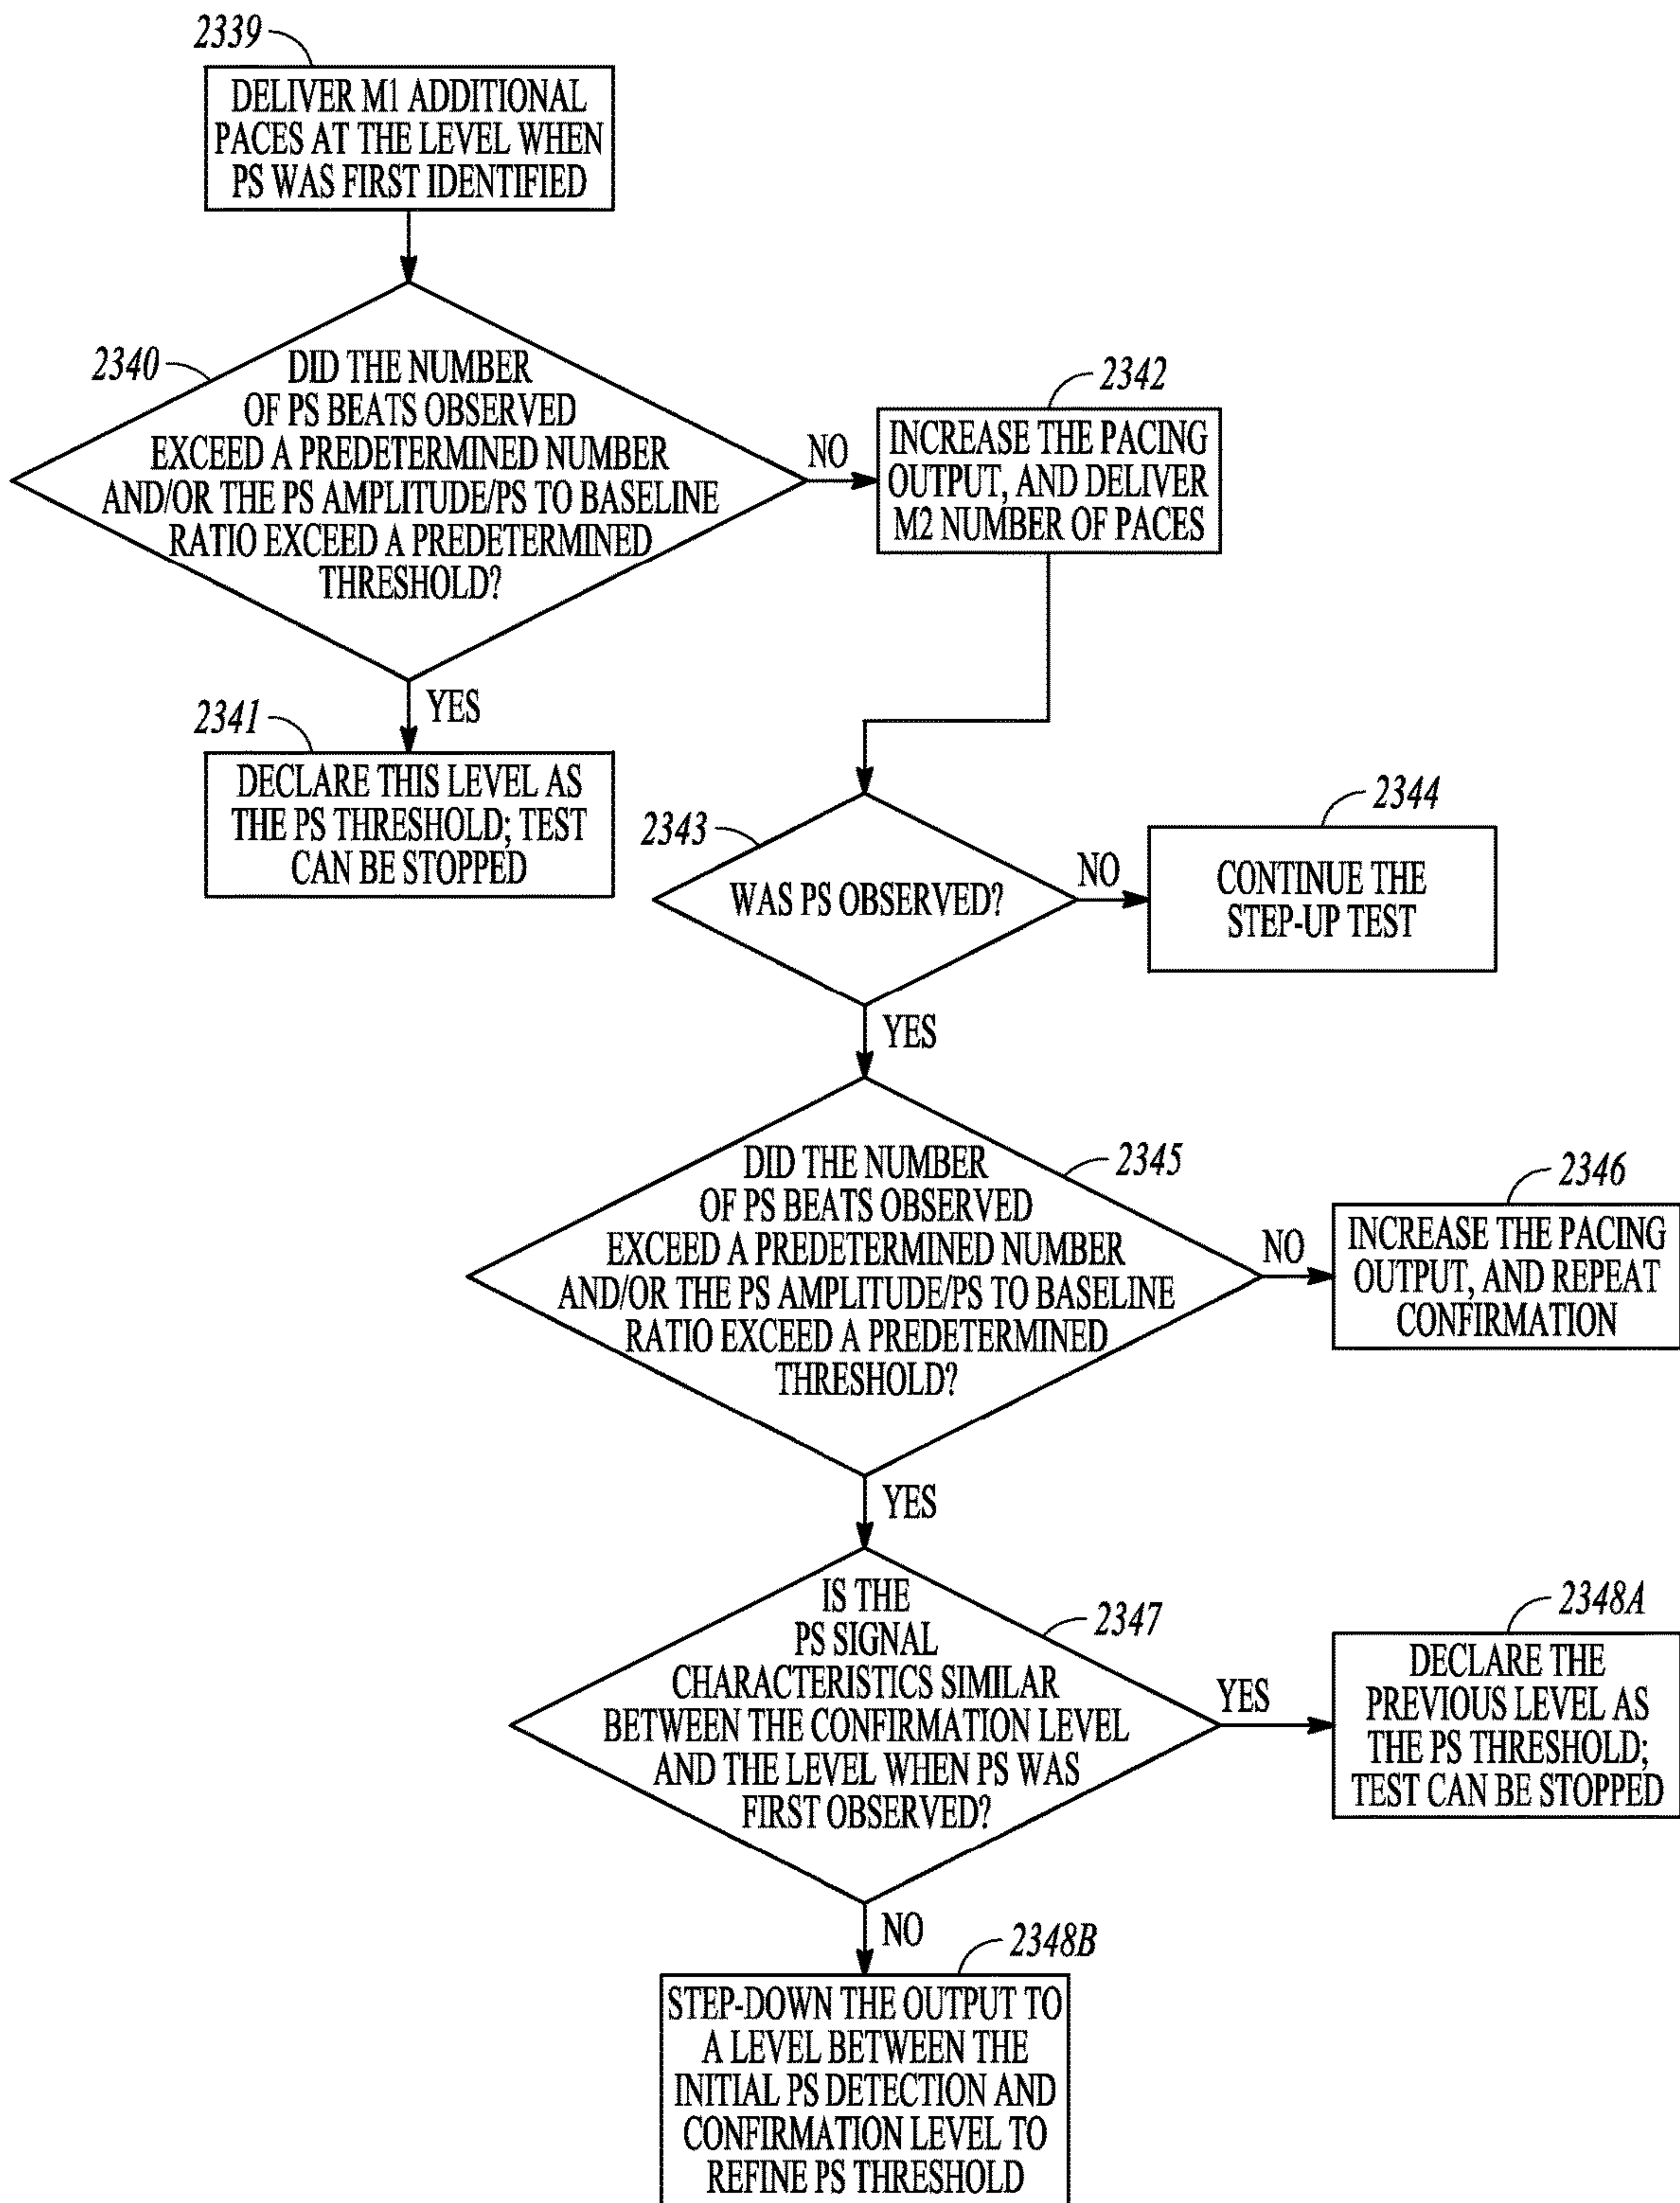 2339
DELIVER M1 ADDITIONAL
PACES AT THE LEVEL WHEN
PS WAS FIRST IDENTIFIED
2340
DID THE NUMBER
OF PS BEATS OBSERVED
EXCEED A PREDETERMINED NUMBER
AND/OR THE PS AMPLITUDE/PS TO BASELINE
RATIO EXCEED A PREDETERMINED
THRESHOLD?
NO
2342
INCREASE THE PACING
OUTPUT, AND DELIVER
M2 NUMBER OF PACES
YES
2341
DECLARE THIS LEVEL AS
THE PS THRESHOLD; TEST
CAN BE STOPPED
2343
WAS PS OBSERVED?
NO
2344
CONTINUE THE
STEP-UP TEST
YES
2345
DID THE NUMBER
OF PS BEATS OBSERVED
EXCEED A PREDETERMINED NUMBER
AND/OR THE PS AMPLITUDE/PS TO BASELINE
RATIO EXCEED A PREDETERMINED
THRESHOLD?
NO
2346
INCREASE THE PACING
OUTPUT, AND REPEAT
CONFIRMATION
YES
2347
IS THE
PS SIGNAL
CHARACTERISTICS SIMILAR
BETWEEN THE CONFIRMATION LEVEL
AND THE LEVEL WHEN PS WAS
FIRST OBSERVED?
YES
2348A
DECLARE THE
PREVIOUS LEVEL AS
THE PS THRESHOLD;
TEST CAN BE STOPPED
NO
2348B
STEP-DOWN THE OUTPUT TO
A LEVEL BETWEEN THE
INITIAL PS DETECTION AND
CONFIRMATION LEVEL TO
REFINE PS THRESHOLD